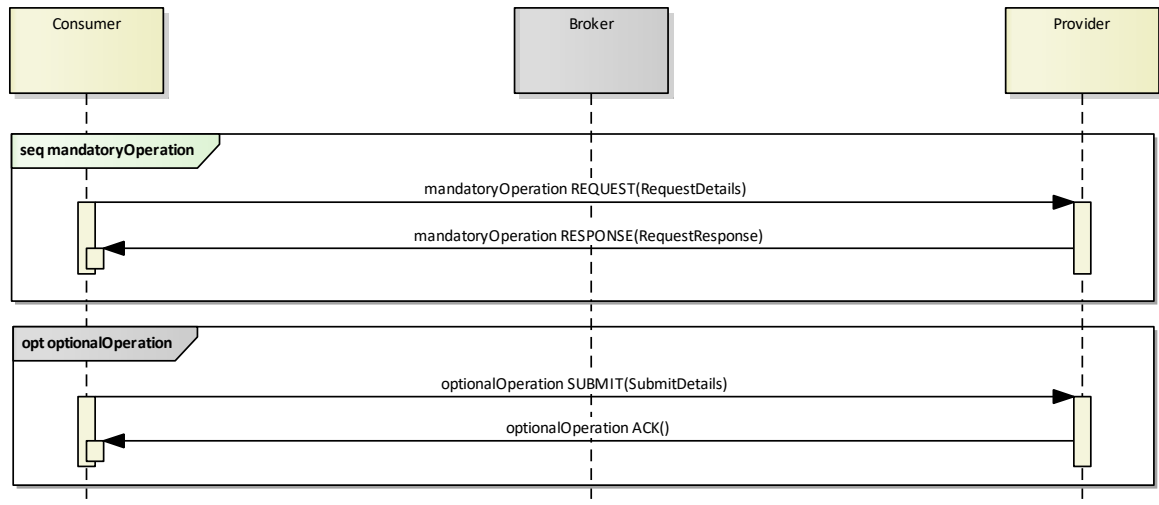 Consumer
Broker
Provider
seq mandatoryOperation
mandatoryOperation REQUEST(RequestDetails)
mandatoryOperation RESPONSE(RequestResponse)
opt optionalOperation
optionalOperation SUBMIT(SubmitDetails)
optionalOperation ACK()